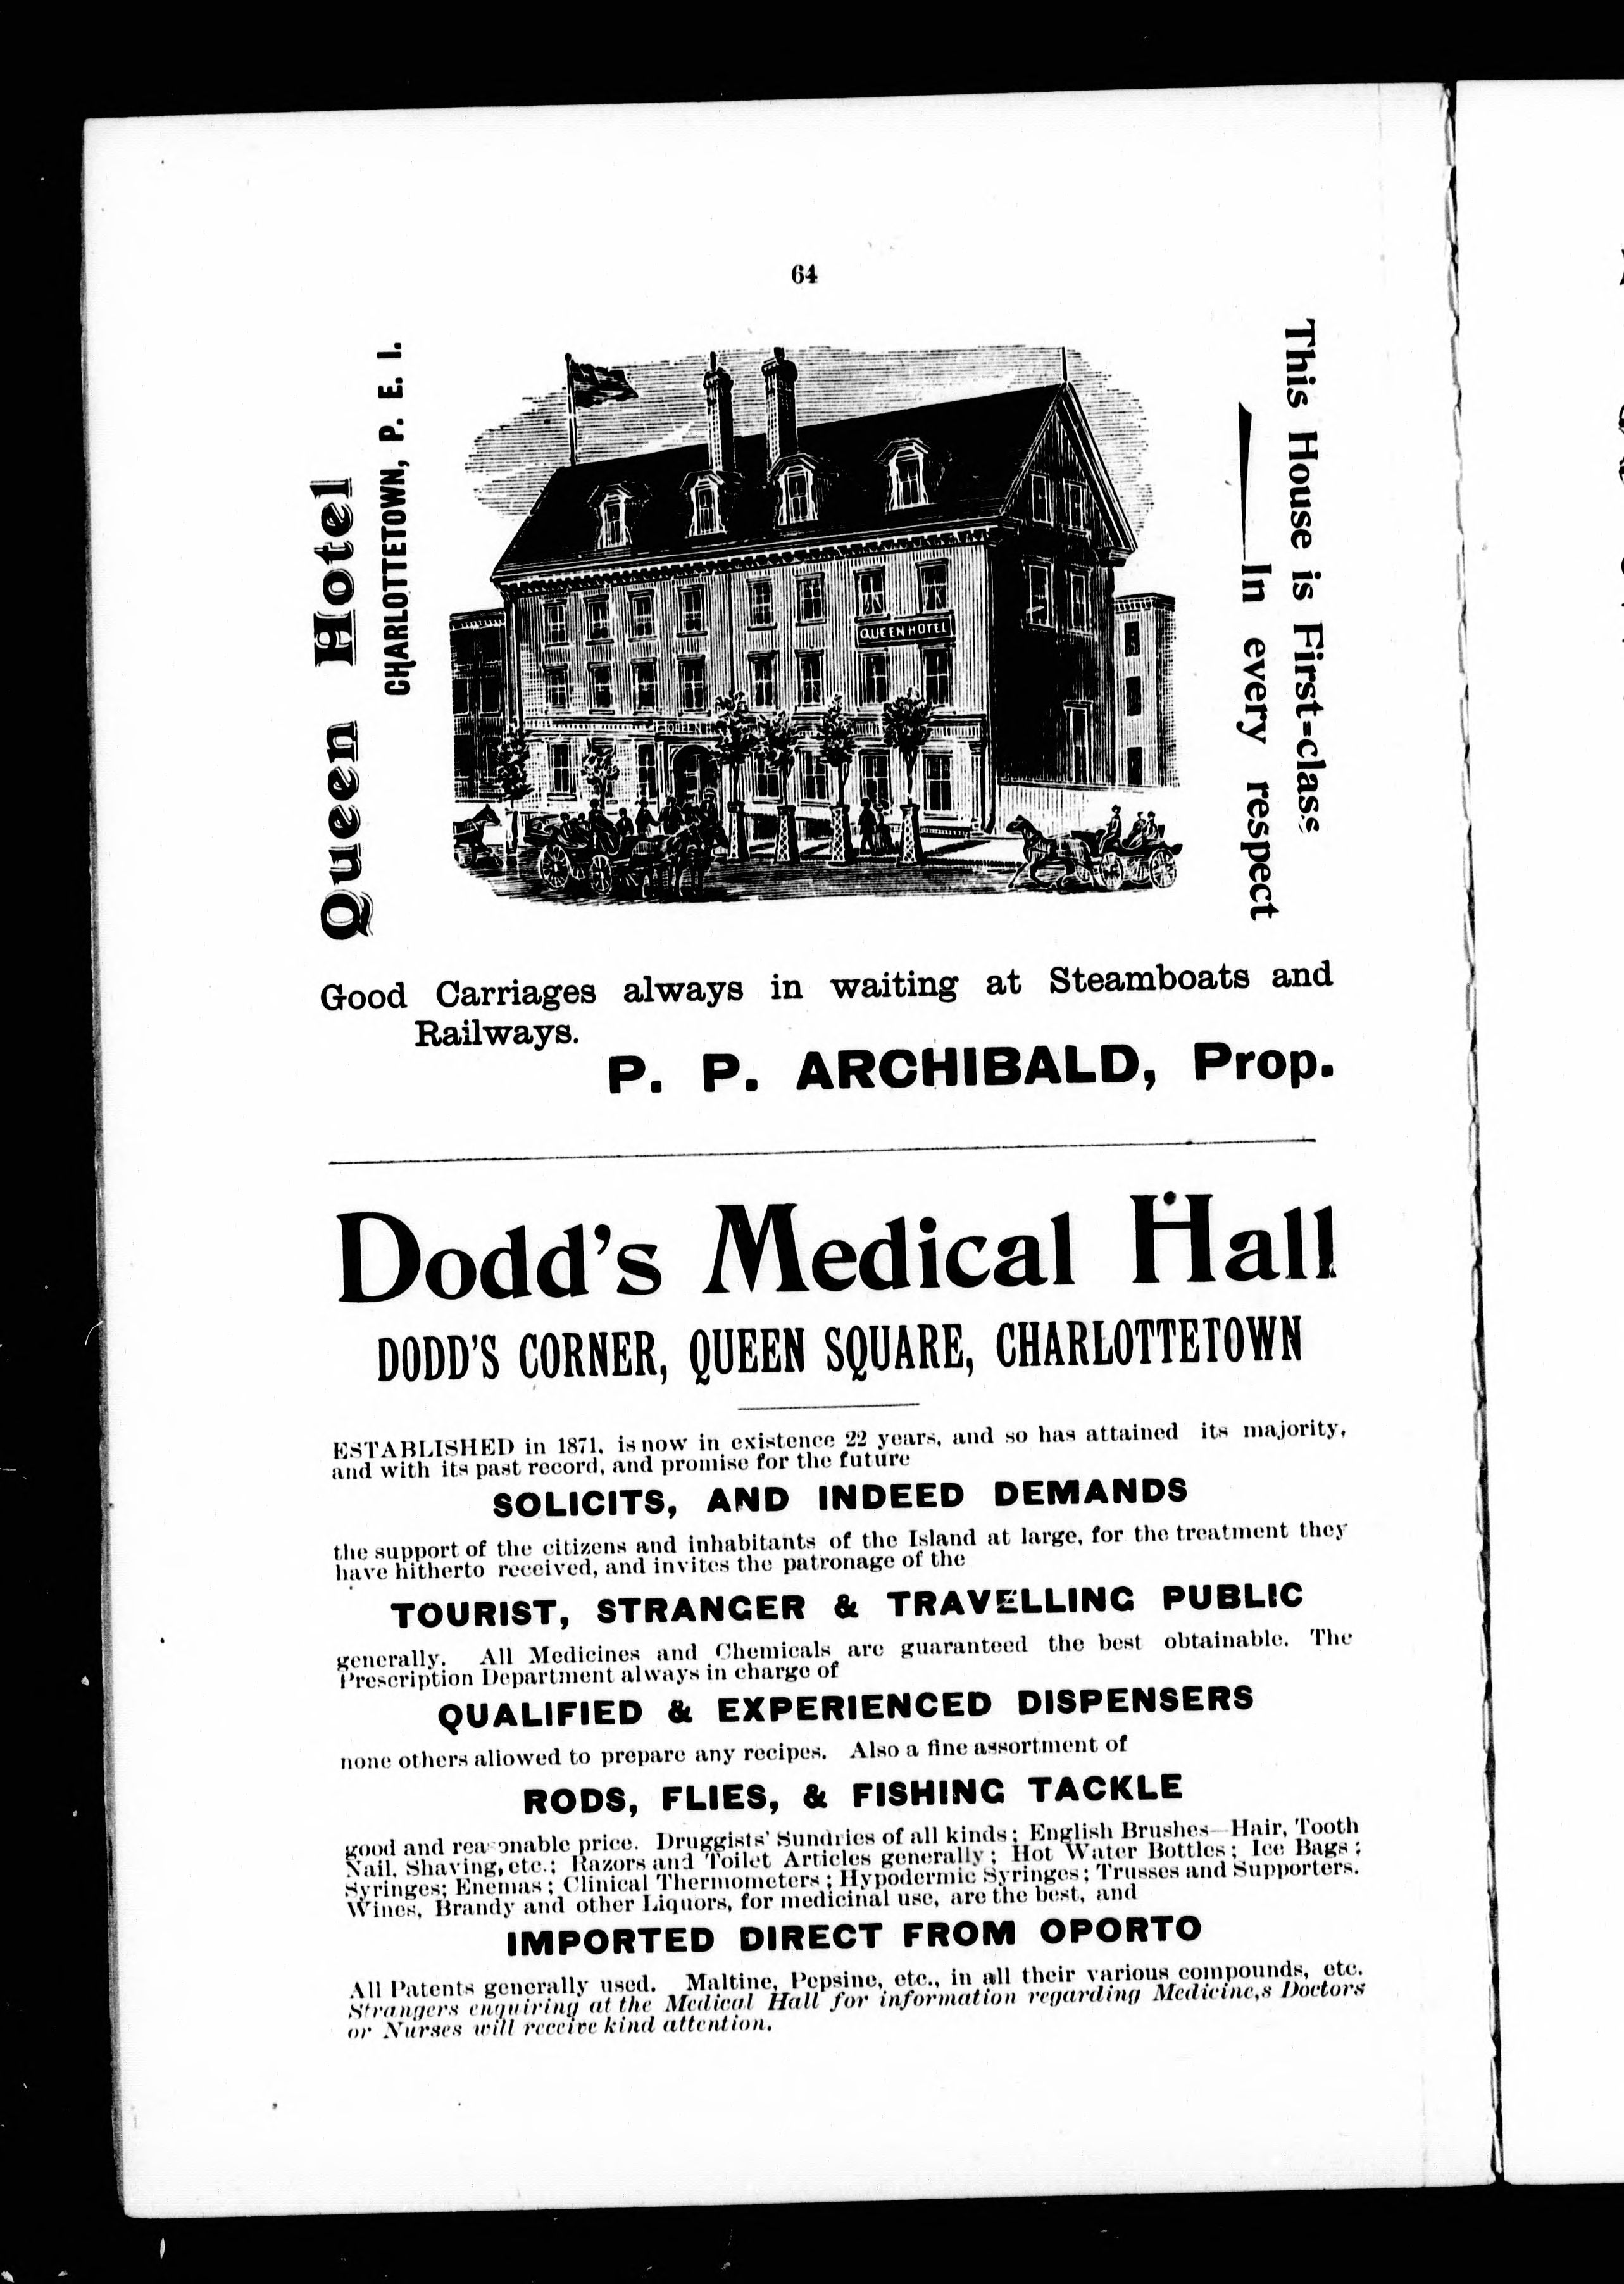 64
Queen Hotel
CHARLOTTETOWN, P. E. I.
QUEEN HOTEL
This House is First-class
In every respect
Good Carriages always in waiting at Steamboats and
Railways.
P. P. ARCHIBALD, Prop.
Dodd's Medical Hall
DODD'S CORNER, QUEEN SQUARE, CHARLOTTETOWN
ESTABLISHED in 1871, is now in existence 22 years, and so has attained its majority,
and with its past record, and promise for the future
SOLICITS, AND INDEED DEMANDS
the support of the citizens and inhabitants of the Island at large, for the treatment they
have hitherto received, and invites the patronage of the
TOURIST, STRANGER & TRAVELLING PUBLIC
generally. All Medicines and Chemicals are guaranteed the best obtainable. The
Prescription Department always in charge of
QUALIFIED & EXPERIENCED DISPENSERS
none others allowed to prepare any recipes. Also a fine assortment of
RODS, FLIES, & FISHING TACKLE
good and reasonable price. Druggists' Sundries of all kinds; English Brushes—Hair, Tooth
Nail, Shaving, etc.; Razors and Toilet Articles generally; Hot Water Bottles; Ice Bags;
Syringes; Enemas; Clinical Thermometers; Hypodermic Syringes; Trusses and Supporters.
Wines, Brandy and other Liquors, for medicinal use, are the best, and
IMPORTED DIRECT FROM OPORTO
All Patents generally used. Maltine, Pepsine, etc., in all their various compounds, etc.
Strangers enquiring at the Medical Hall for information regarding Medicine,s Doctors
or Nurses will receive kind attention.